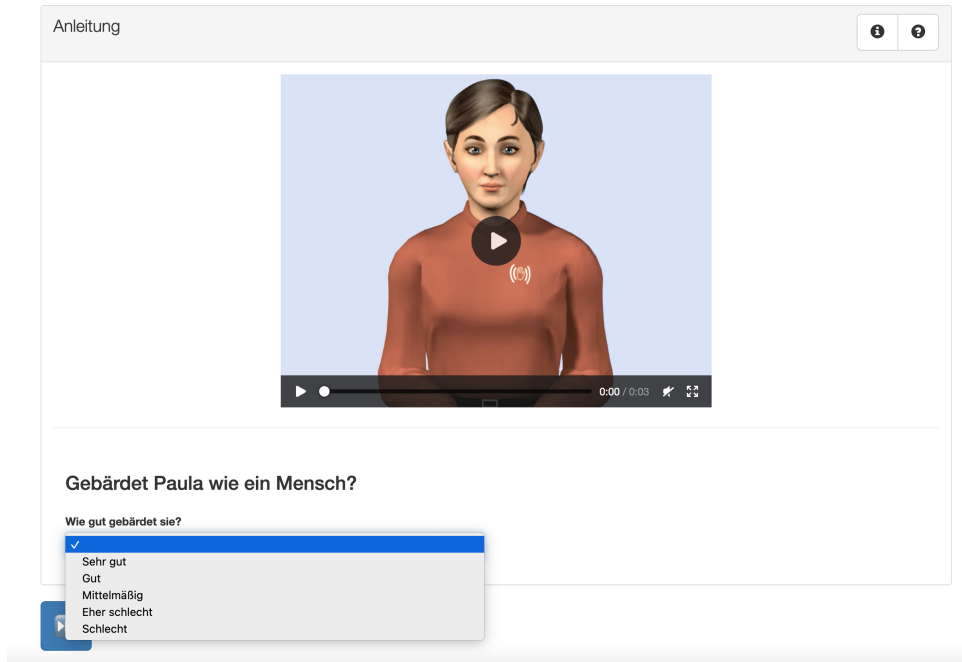 Anleitung
0:00 / 0:03
Gebärdet Paula wie ein Mensch?
Wie gut gebärdet sie?
Sehr gut
Gut
Mittelmäßig
Eher schlecht
Schlecht